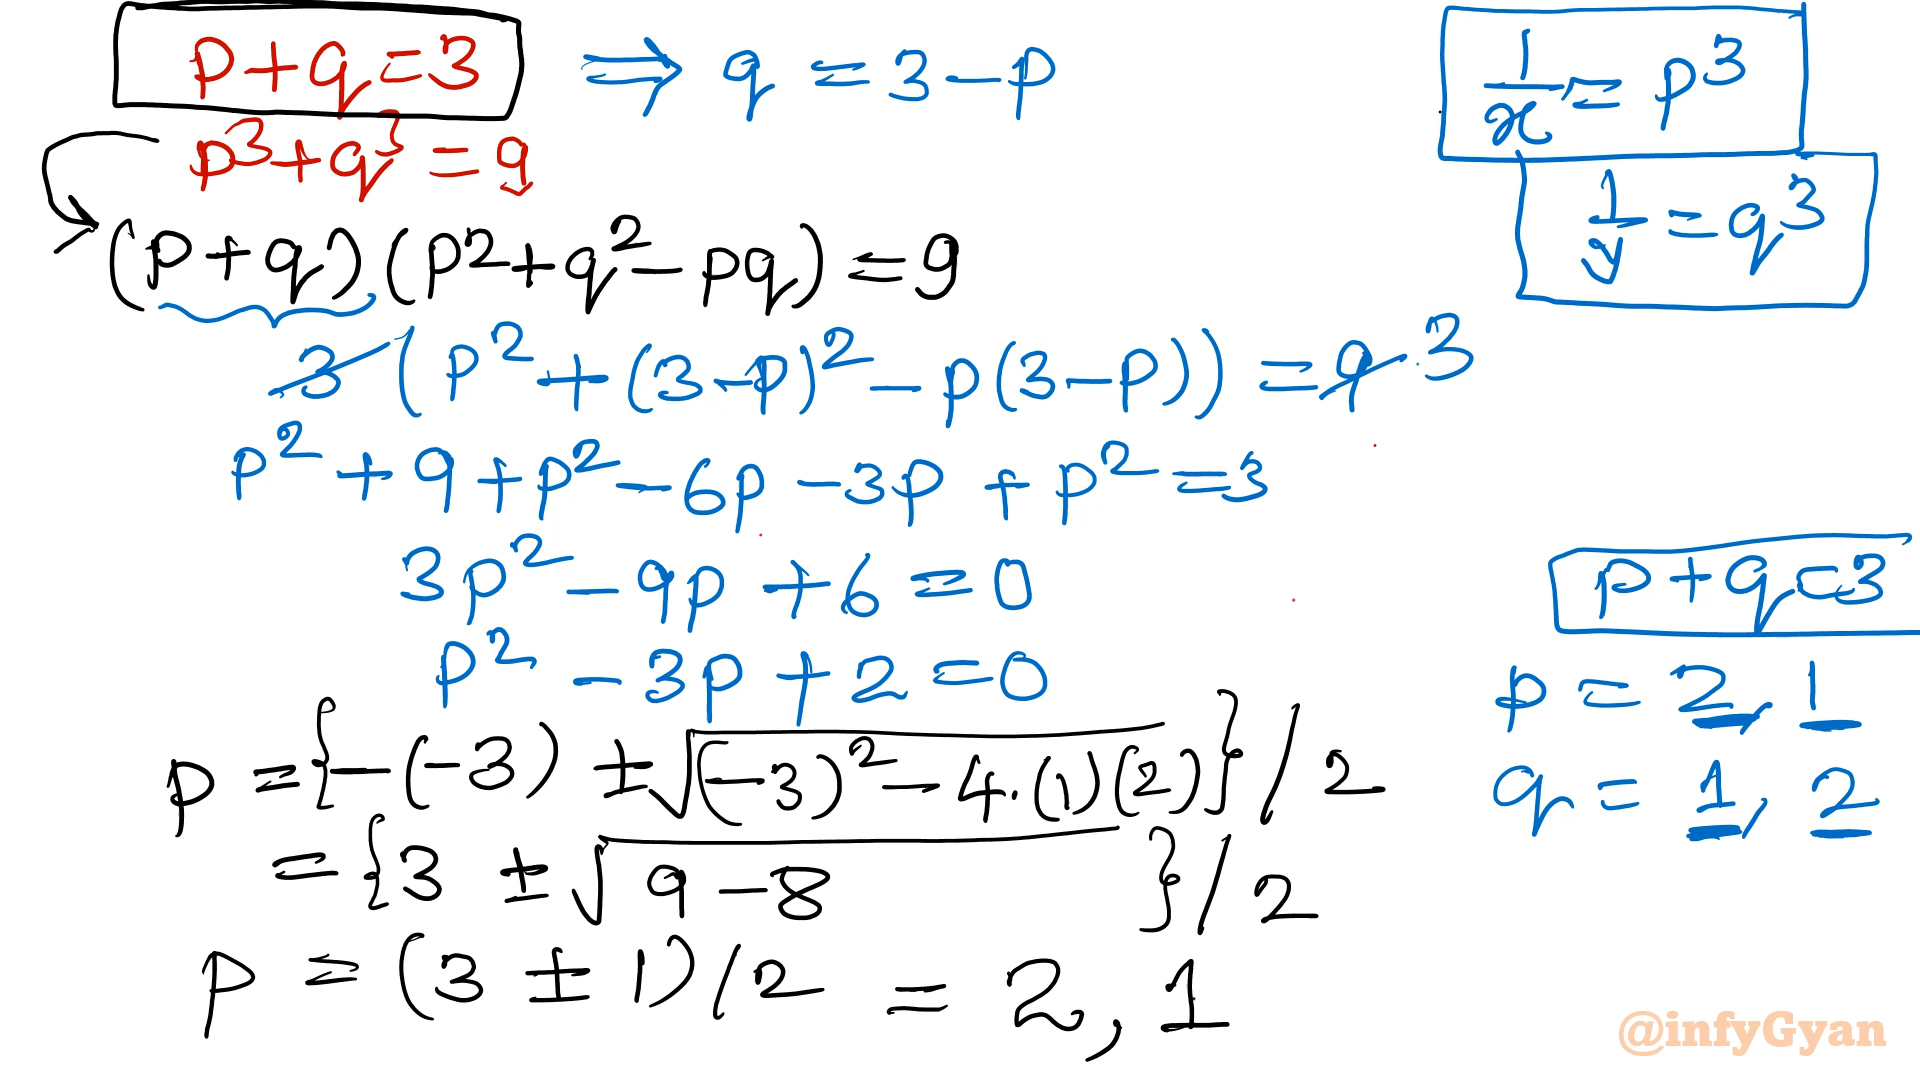 p+q=3 ⟹ q = 3-p
p³+q³ = 9
(p+q)(p²+q²-pq) = 9
3(p²+(3-p)²-p(3-p)) = 9 3
p²+9+p²-6p-3p+p²=3
3p²-9p+6=0
p²-3p+2=0
p = {-(-3) ± √(-3)²-4.(1)(2)}/2
= {3 ± √9-8}/2
p = (3±1)/2 = 2, 1
1/x = p³
1/y = q³
p+q=3
p = 2, 1
q = 1, 2
@infyGyan